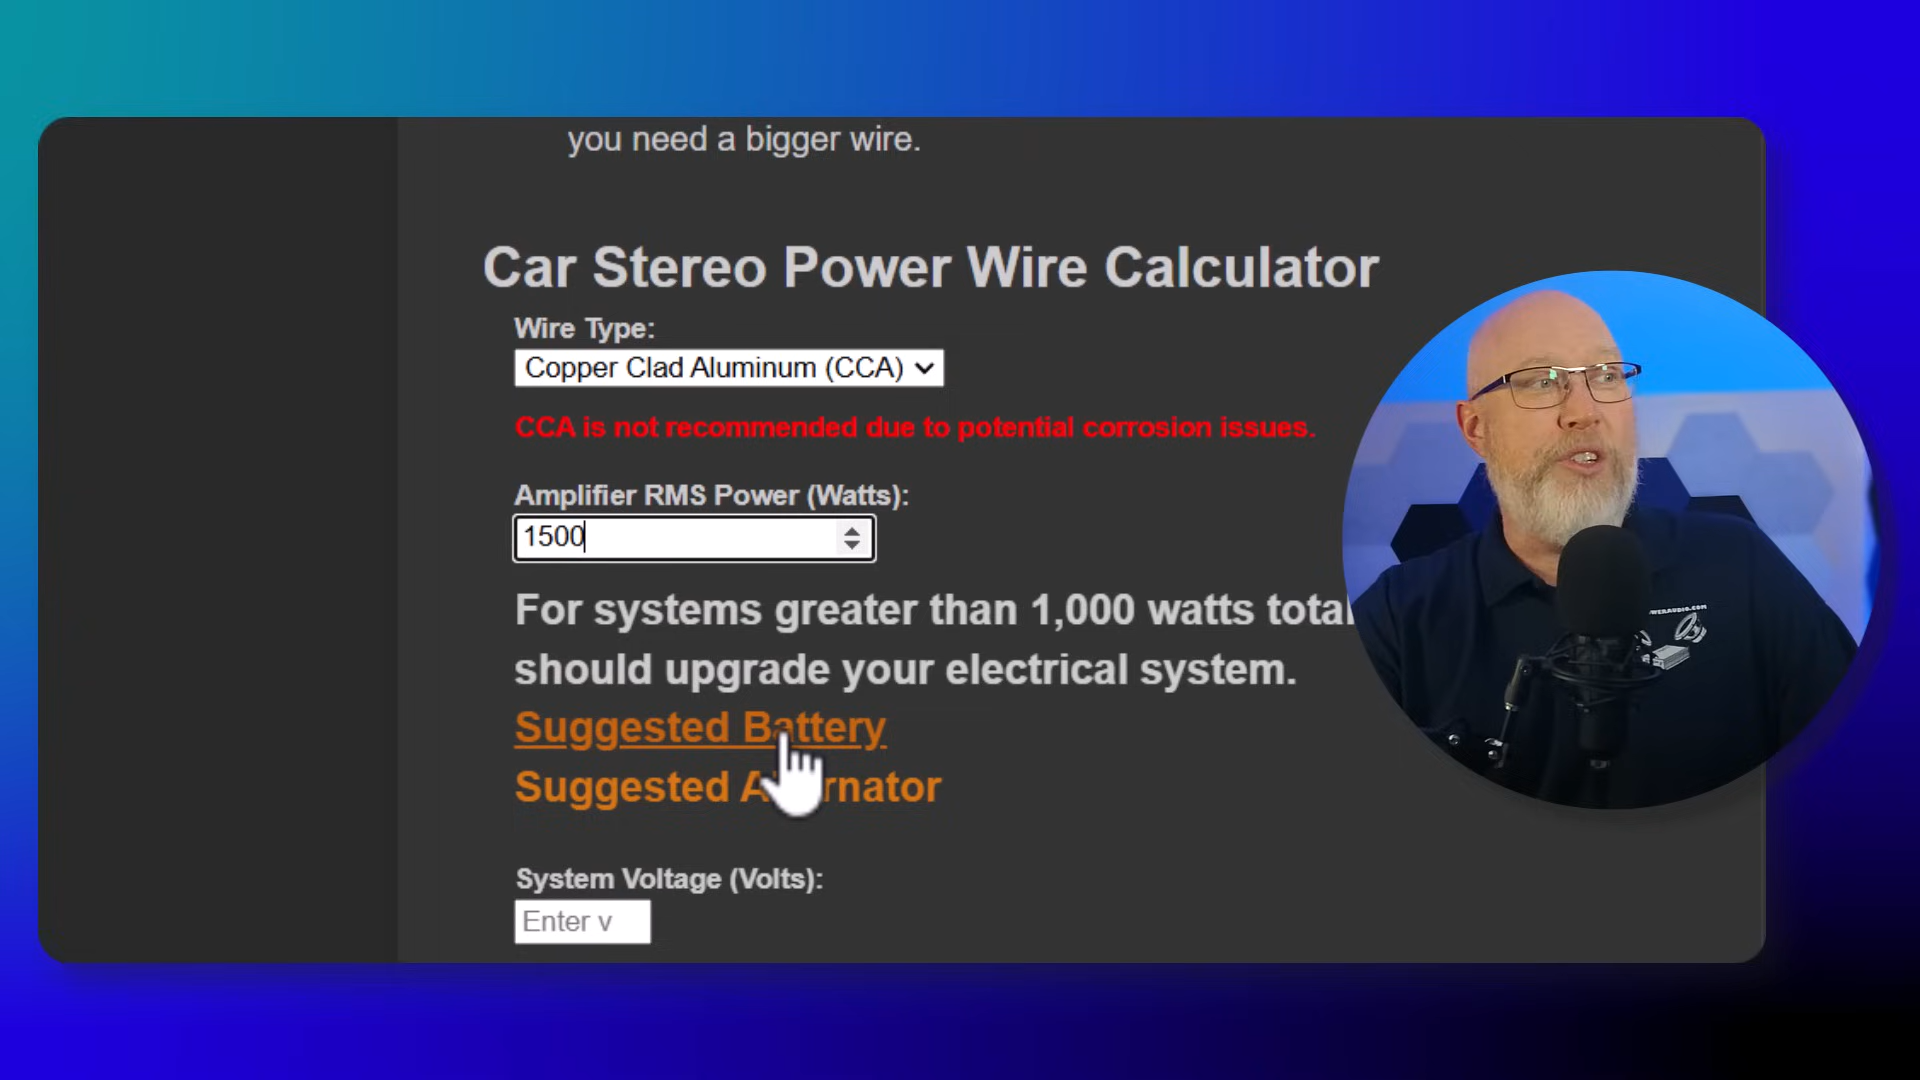 you need a bigger wire.
Car Stereo Power Wire Calculator
Wire Type:
Copper Clad Aluminum (CCA)
CCA is not recommended due to potential corrosion issues.
Amplifier RMS Power (Watts):
1500
For systems greater than 1,000 watts total
should upgrade your electrical system.
Suggested Battery
Suggested
System Voltage (Volts):
Enter v